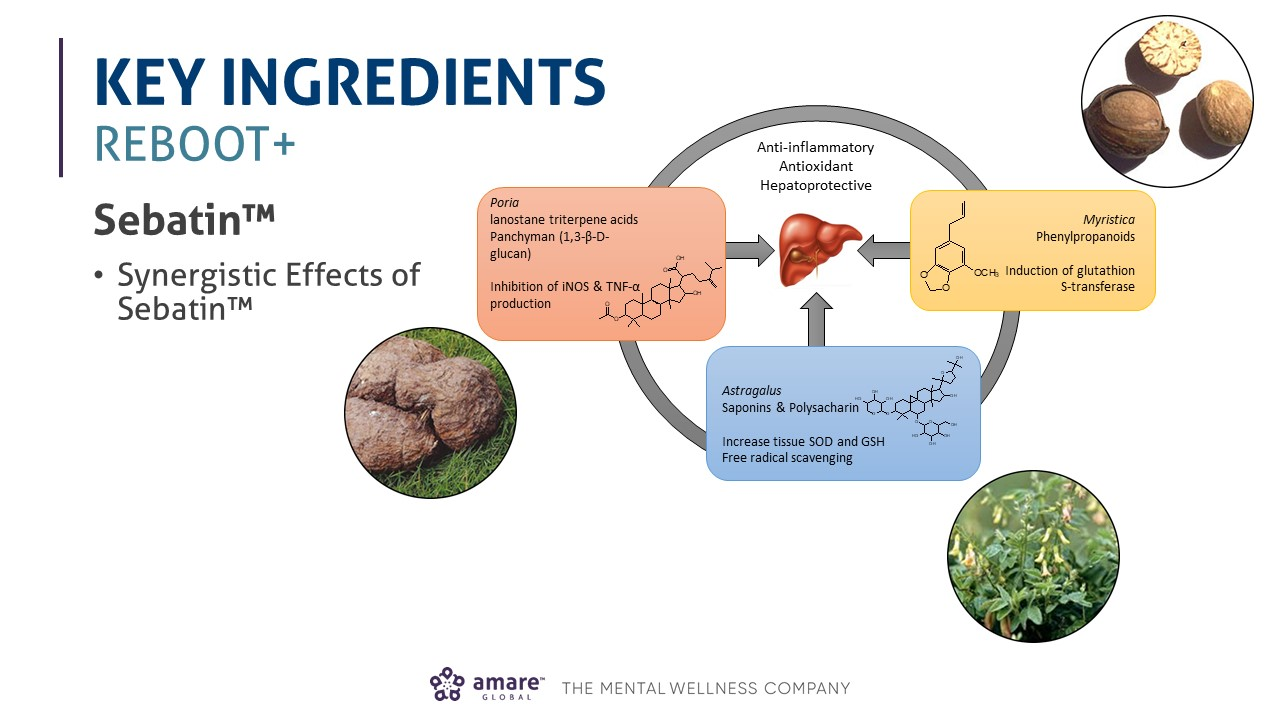 KEY INGREDIENTS
REBOOT+
Sebatin™
• Synergistic Effects of
Sebatin™
Anti-inflammatory
Antioxidant
Hepatoprotective
Poria
lanostane triterpene acids
Panchyman (1,3-β-D-
glucan)
Inhibition of iNOS & TNF-α
production
Myristica
Phenylpropanoids
Induction of glutathion
S-transferase
OCH₃
O
O
Astragalus
Saponins & Polysacharin
Increase tissue SOD and GSH
Free radical scavenging
amare™
GLOBAL
THE MENTAL WELLNESS COMPANY